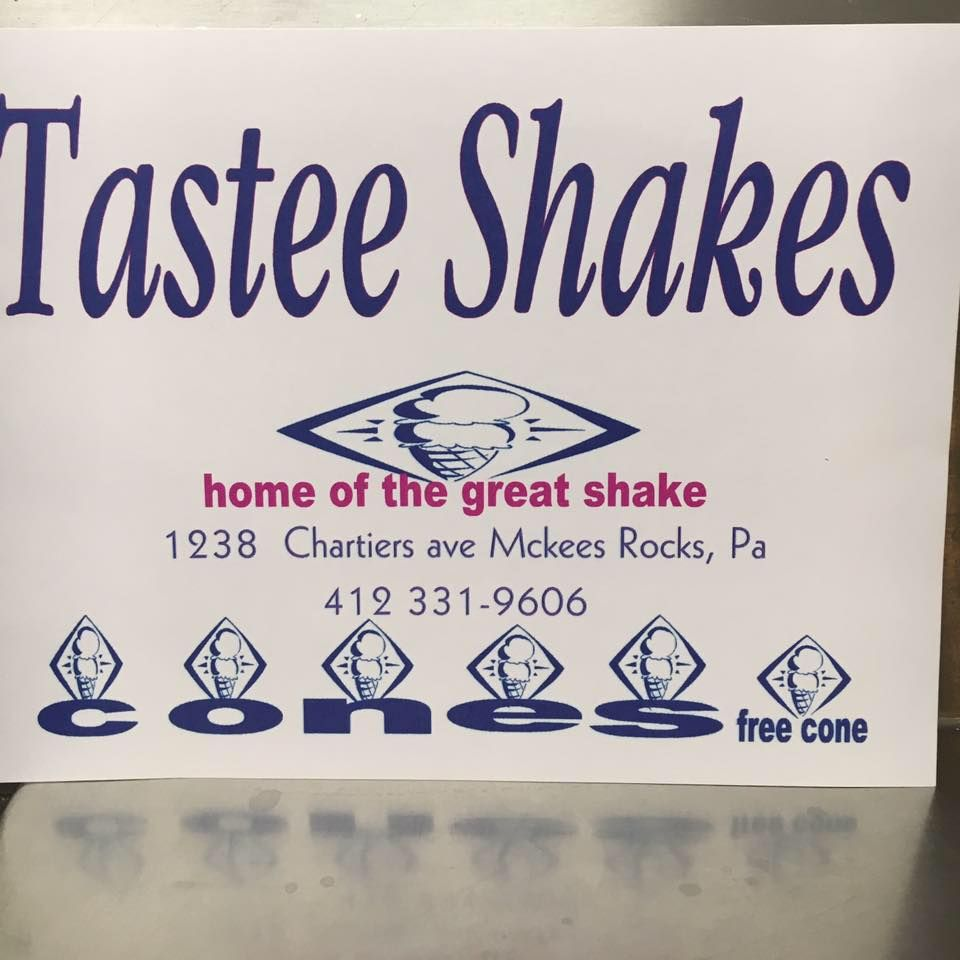 Tastee Shakes
home of the great shake
1238 Chartiers ave Mckees Rocks, Pa
412 331-9606
cones free cone